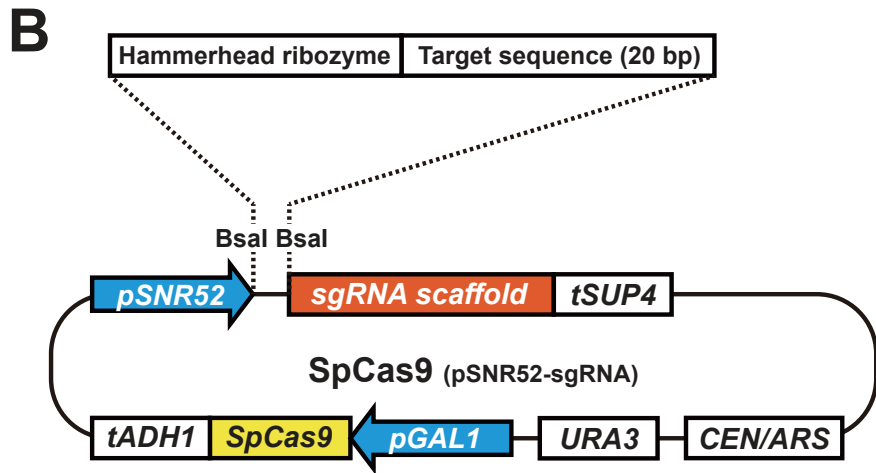 B
Hammerhead ribozyme Target sequence (20 bp)
BsaI BsaI
pSNR52 sgRNA scaffold tSUP4
SpCas9 (pSNR52-sgRNA)
tADH1 SpCas9 pGAL1 URA3 CEN/ARS